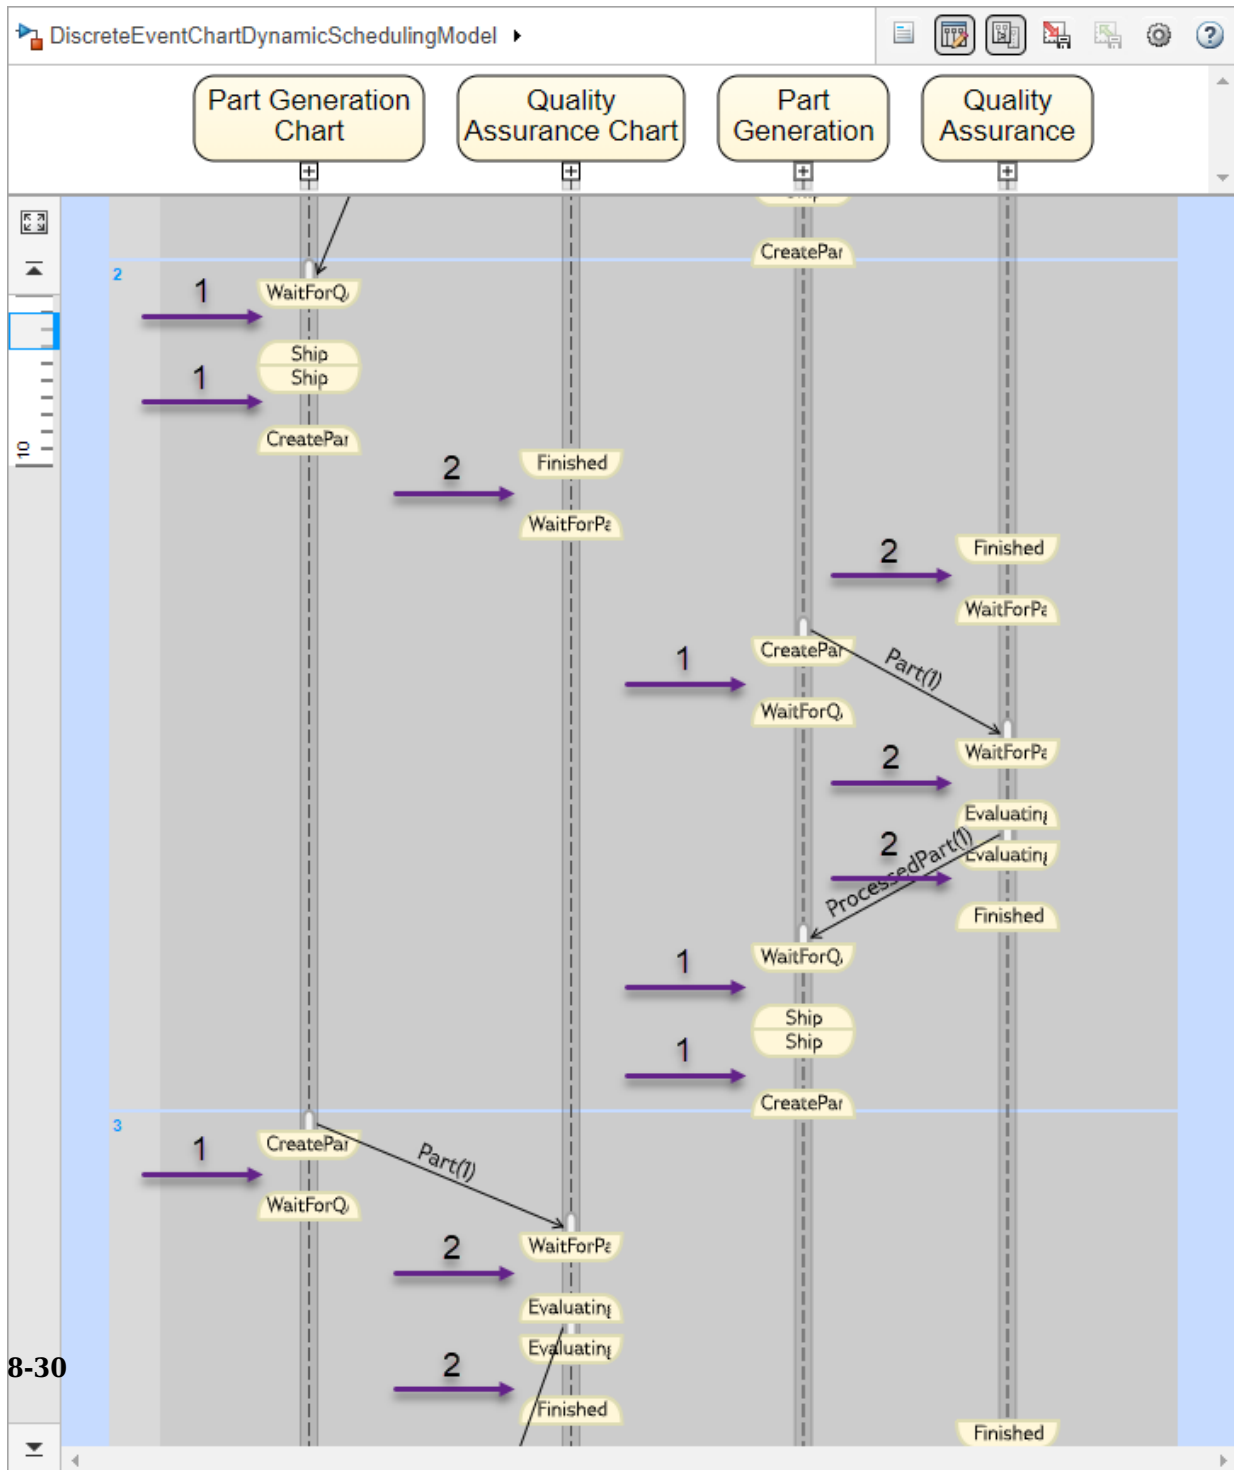 DiscreteEventChartDynamicSchedulingModel
Part Generation
Chart
Quality
Assurance Chart
Part
Generation
Quality
Assurance
CreatePar
2
WaitForQ
1
Ship
Ship
1
CreatePar
Finished
2
WaitForPa
Finished
2
WaitForPa
CreatePar
Part(1)
1
WaitForQ
WaitForPa
2
Evaluating
ProcessedPart(1)
Evaluating
2
Finished
WaitForQ
1
Ship
Ship
1
CreatePar
3
CreatePar
Part(1)
1
WaitForQ
WaitForPa
2
Evaluating
Evaluating
2
Finished
Finished
10
8-30